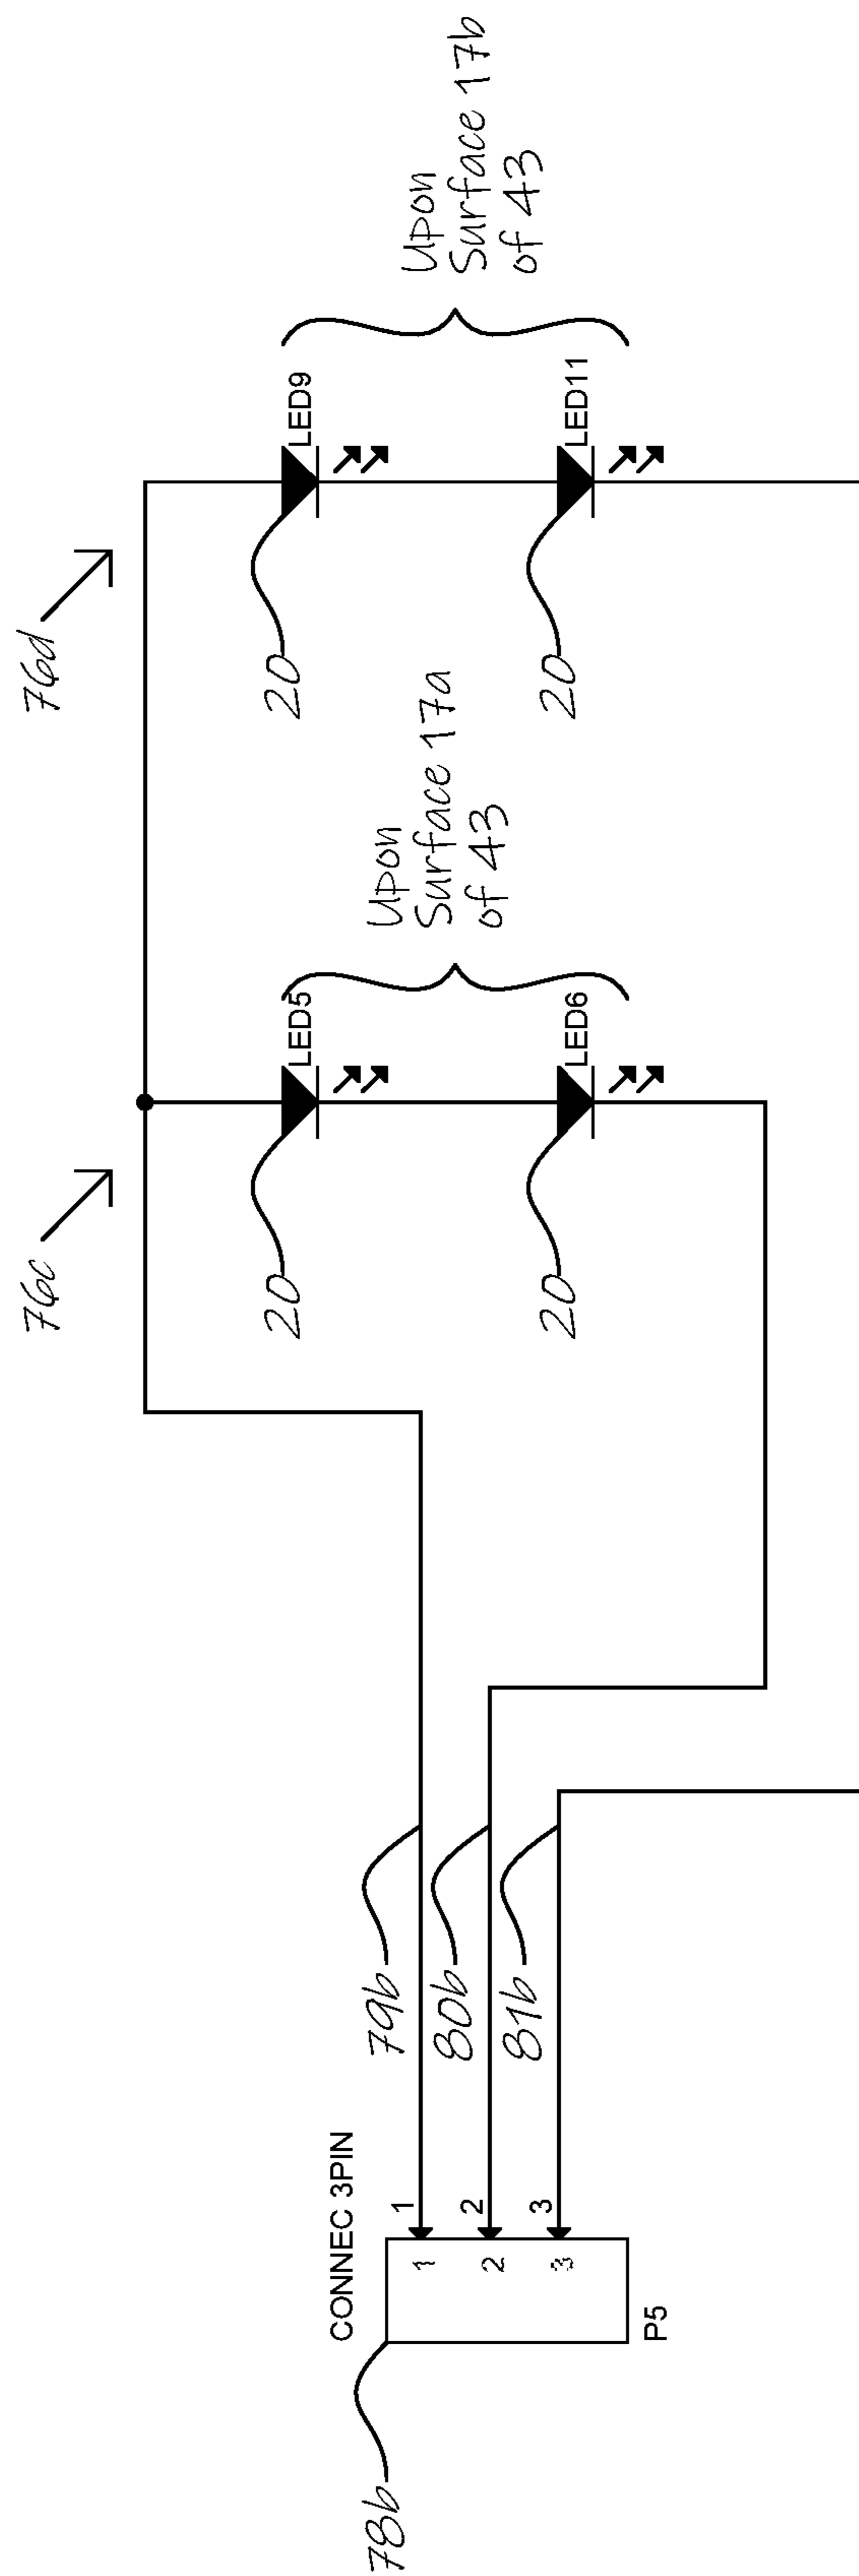 76c
76d
20
LED5
20
LED9
Upon
Surface 17a
of 43
Upon
Surface 17b
of 43
20
LED6
20
LED11
78b
CONNEC 3PIN
79b
80b
81b
1
1
2
2
3
3
P5